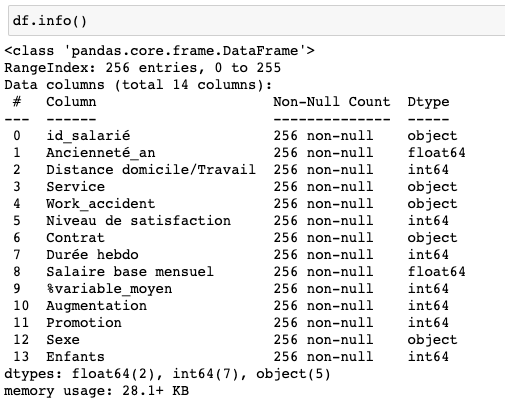 df.info()
<class 'pandas.core.frame.DataFrame'>
RangeIndex: 256 entries, 0 to 255
Data columns (total 14 columns):
 #   Column                   Non-Null Count  Dtype
---  ------                   --------------  -----
 0   id_salarié               256 non-null    object
 1   Ancienneté_an            256 non-null    float64
 2   Distance domicile/Travail  256 non-null    int64
 3   Service                  256 non-null    object
 4   Work_accident            256 non-null    object
 5   Niveau de satisfaction   256 non-null    int64
 6   Contrat                  256 non-null    object
 7   Durée hebdo              256 non-null    int64
 8   Salaire base mensuel     256 non-null    float64
 9   %variable_moyen          256 non-null    int64
 10  Augmentation             256 non-null    int64
 11  Promotion                256 non-null    int64
 12  Sexe                     256 non-null    object
 13  Enfants                  256 non-null    int64
dtypes: float64(2), int64(7), object(5)
memory usage: 28.1+ KB